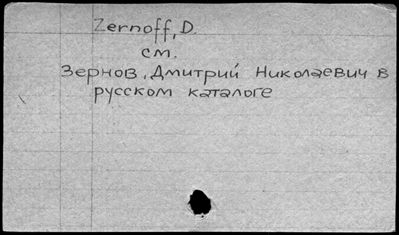 Zernoff, D.
см.
Зернов, Дмитрий Николаевич в
русском каталоге